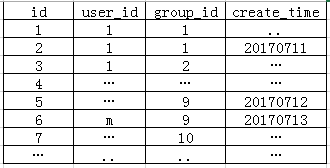 id user_id group_id create_time
1 1 1 ..
2 1 1 20170711
3 1 2 …
4 … …
5 … 9 20170712
6 m 9 20170713
7 … 10 …
… .. .. …